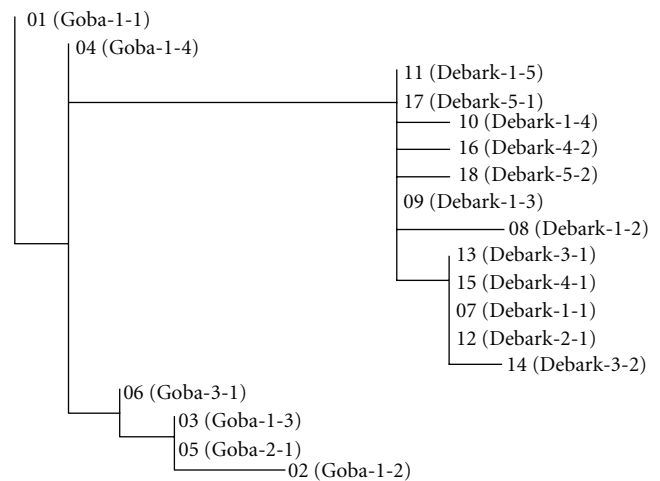 01 (Goba-1-1)
04 (Goba-1-4)
11 (Debark-1-5)
17 (Debark-5-1)
10 (Debark-1-4)
16 (Debark-4-2)
18 (Debark-5-2)
09 (Debark-1-3)
08 (Debark-1-2)
13 (Debark-3-1)
15 (Debark-4-1)
07 (Debark-1-1)
12 (Debark-2-1)
14 (Debark-3-2)
06 (Goba-3-1)
03 (Goba-1-3)
05 (Goba-2-1)
02 (Goba-1-2)